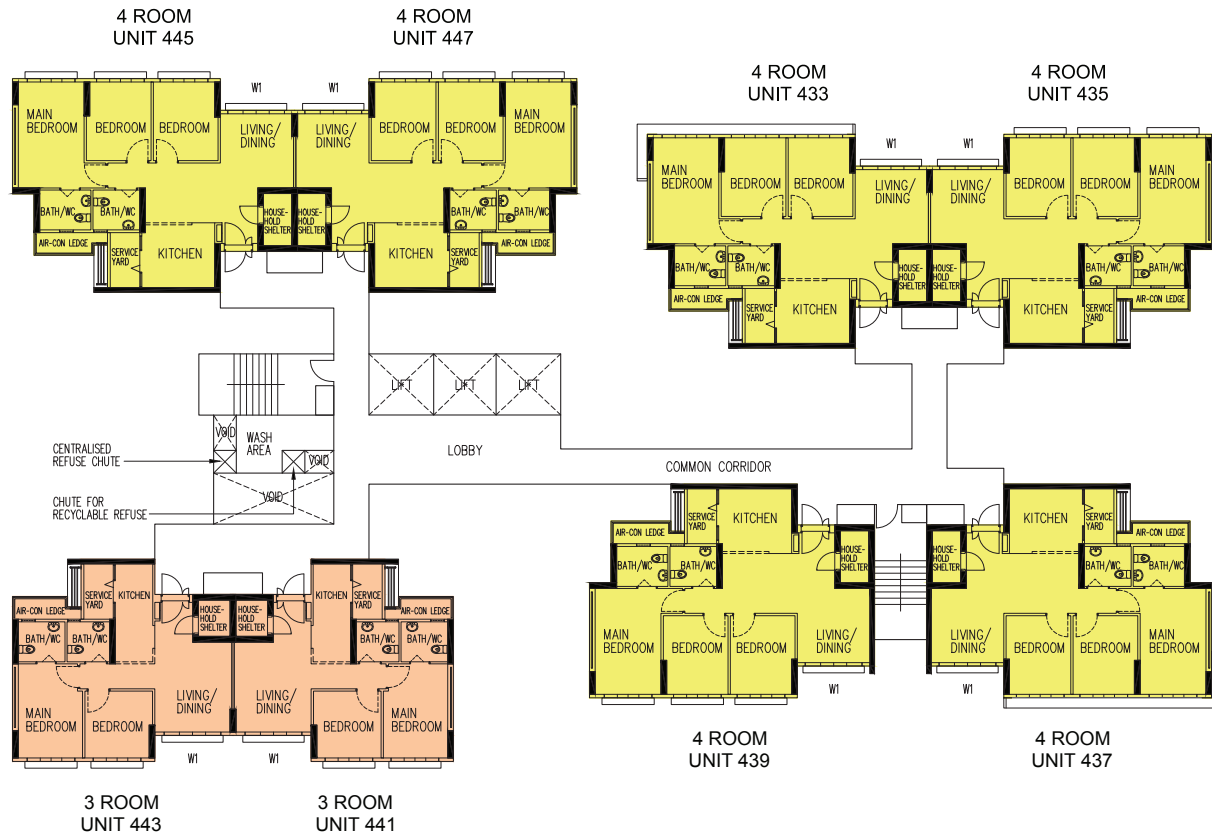 4 ROOM
UNIT 445
4 ROOM
UNIT 447
4 ROOM
UNIT 433
4 ROOM
UNIT 435
W1
W1
MAIN
BEDROOM
BEDROOM
BEDROOM
LIVING/
DINING
LIVING/
DINING
BEDROOM
BEDROOM
MAIN
BEDROOM
BATH/WC
BATH/WC
HOUSE-
HOLD
SHELTER
HOUSE-
HOLD
SHELTER
BATH/WC
BATH/WC
AIR-CON LEDGE
SERVICE
YARD
KITCHEN
KITCHEN
SERVICE
YARD
AIR-CON LEDGE
W1
W1
MAIN
BEDROOM
BEDROOM
BEDROOM
LIVING/
DINING
LIVING/
DINING
BEDROOM
BEDROOM
MAIN
BEDROOM
BATH/WC
BATH/WC
HOUSE-
HOLD
SHELTER
HOUSE-
HOLD
SHELTER
BATH/WC
BATH/WC
AIR-CON LEDGE
SERVICE
YARD
KITCHEN
KITCHEN
SERVICE
YARD
AIR-CON LEDGE
LIFT
LIFT
LIFT
VOID
WASH
AREA
LOBBY
CENTRALISED
REFUSE CHUTE
VOID
COMMON CORRIDOR
CHUTE FOR
RECYCLABLE REFUSE
VOID
AIR-CON LEDGE
SERVICE
YARD
KITCHEN
HOUSE-
HOLD
SHELTER
HOUSE-
HOLD
SHELTER
KITCHEN
SERVICE
YARD
AIR-CON LEDGE
BATH/WC
BATH/WC
BATH/WC
BATH/WC
MAIN
BEDROOM
BEDROOM
BEDROOM
LIVING/
DINING
LIVING/
DINING
BEDROOM
BEDROOM
MAIN
BEDROOM
W1
W1
4 ROOM
UNIT 439
4 ROOM
UNIT 437
AIR-CON LEDGE
SERVICE
YARD
KITCHEN
HOUSE-
HOLD
SHELTER
HOUSE-
HOLD
SHELTER
KITCHEN
SERVICE
YARD
AIR-CON LEDGE
BATH/WC
BATH/WC
BATH/WC
BATH/WC
MAIN
BEDROOM
BEDROOM
LIVING/
DINING
LIVING/
DINING
BEDROOM
MAIN
BEDROOM
W1
W1
3 ROOM
UNIT 443
3 ROOM
UNIT 441